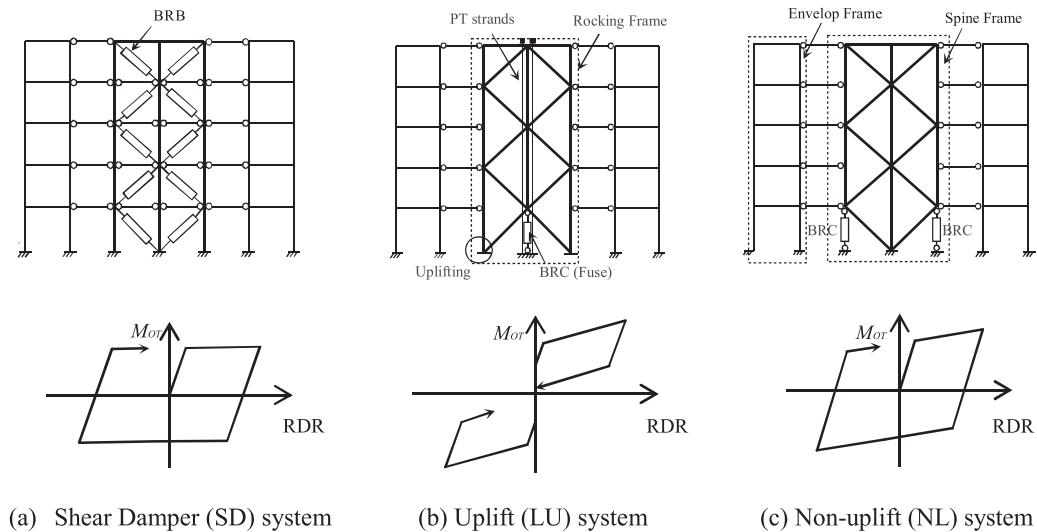 BRB
PT strands
Rocking Frame
Envelop Frame
Spine Frame
Uplifting
BRC (Fuse)
BRC
BRC
MOT
RDR
MOT
RDR
MOT
RDR
(a) Shear Damper (SD) system
(b) Uplift (LU) system
(c) Non-uplift (NL) system